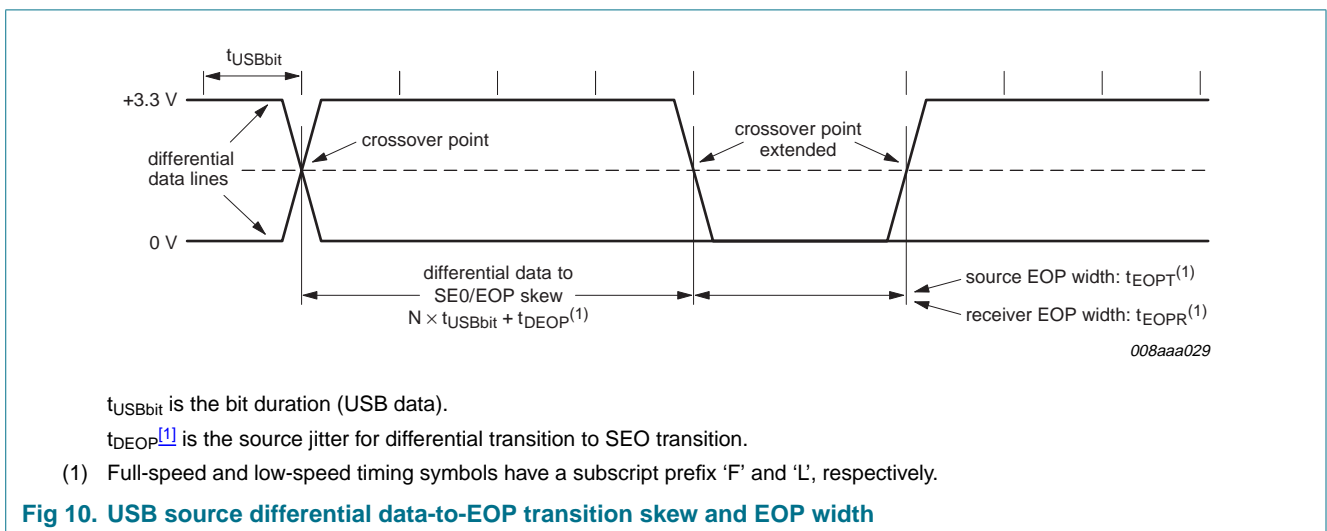 tUSBbit
+3.3 V
crossover point
crossover point
extended
differential
data lines
0 V
differential data to
SE0/EOP skew
N × tUSBbit + tDEOP(1)
source EOP width: tEOPT(1)
receiver EOP width: tEOPR(1)
008aaa029
tUSBbit is the bit duration (USB data).
tDEOP[1] is the source jitter for differential transition to SEO transition.
(1) Full-speed and low-speed timing symbols have a subscript prefix ‘F’ and ‘L’, respectively.
Fig 10. USB source differential data-to-EOP transition skew and EOP width